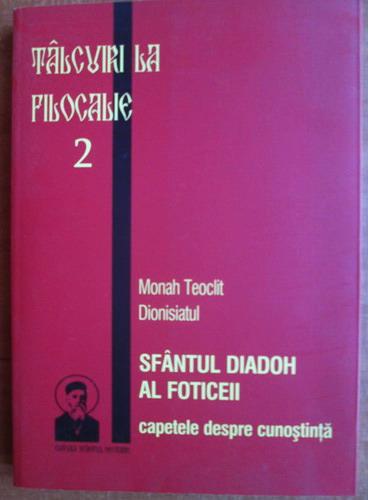 TÂLCUIRI LA
FILOCALIE
2
Monah Teoclit
Dionisiatul
SFÂNTUL DIADOH
AL FOTICEII
capetele despre cunoştinţă